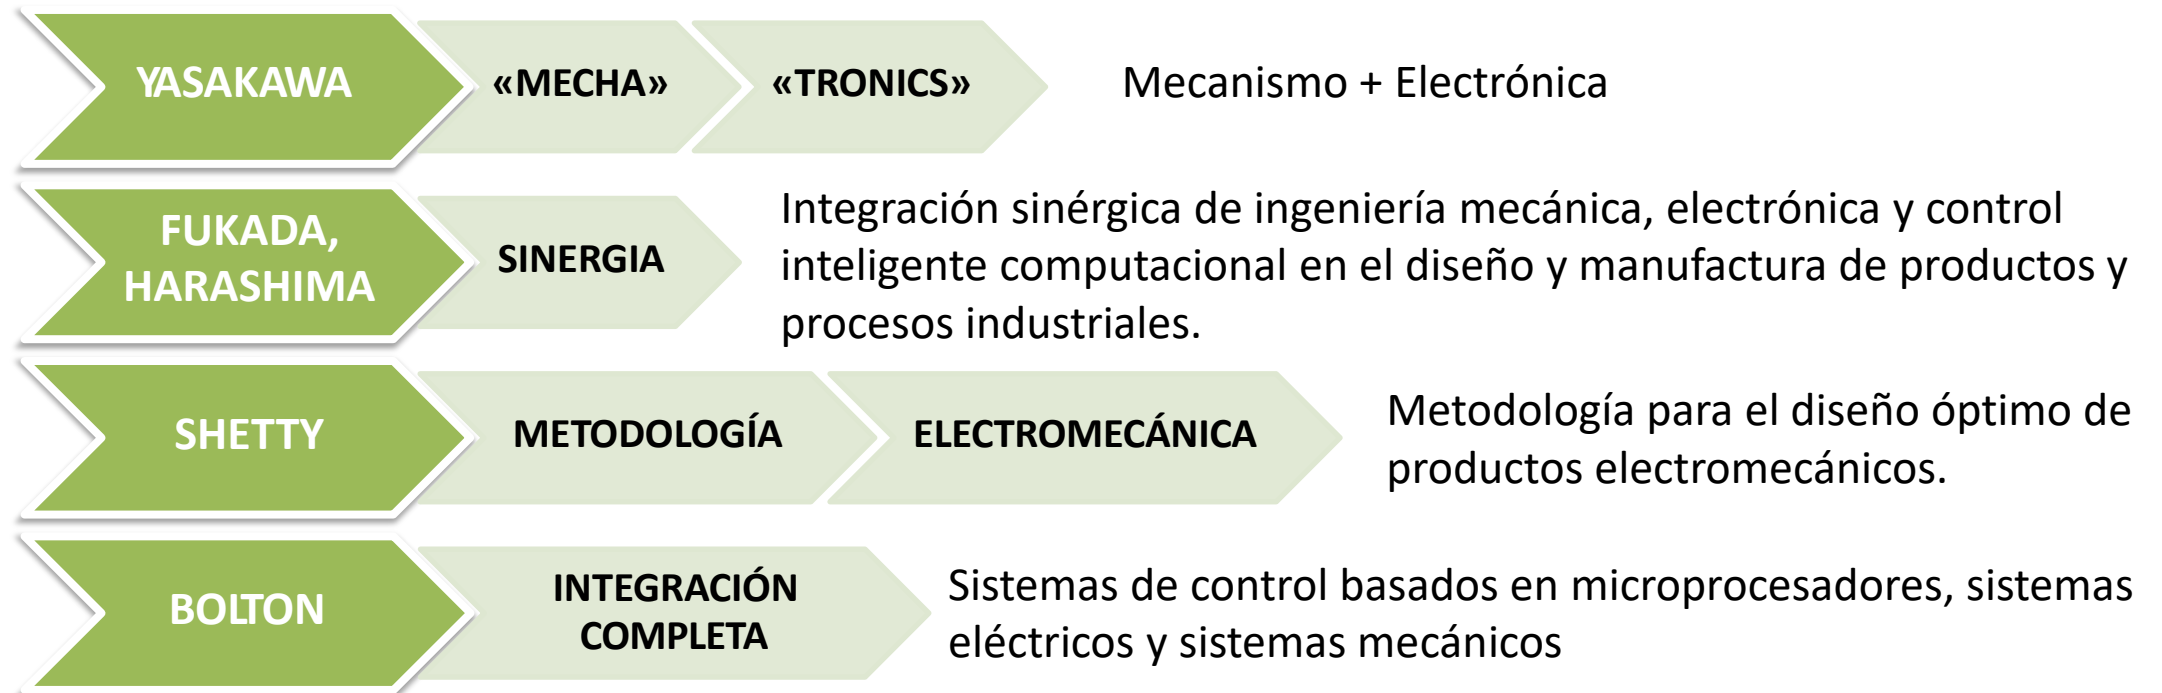 YASAKAWA «MECHA» «TRONICS» Mecanismo + Electrónica
FUKADA,
HARASHIMA
SINERGIA
Integración sinérgica de ingeniería mecánica, electrónica y control
inteligente computacional en el diseño y manufactura de productos y
procesos industriales.
SHETTY METODOLOGÍA ELECTROMECÁNICA
Metodología para el diseño óptimo de
productos electromecánicos.
BOLTON
INTEGRACIÓN
COMPLETA
Sistemas de control basados en microprocesadores, sistemas
eléctricos y sistemas mecánicos